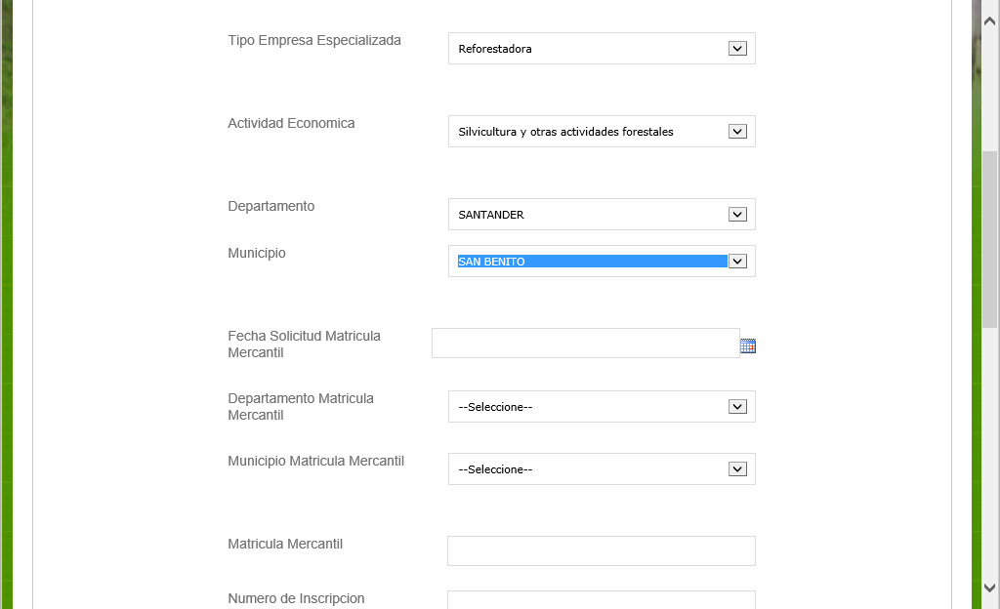 Tipo Empresa Especializada
Reforestadora
Actividad Economica
Silvicultura y otras actividades forestales
Departamento
SANTANDER
Municipio
SAN BENITO
Fecha Solicitud Matricula
Mercantil
Departamento Matricula
Mercantil
--Seleccione--
Municipio Matricula Mercantil
--Seleccione--
Matricula Mercantil
Numero de Inscripcion